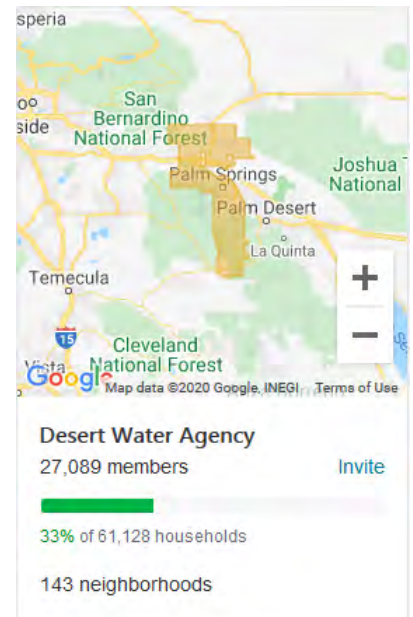 speria
San
Bernardino
National Forest
side
Joshua
National
Palm Springs
Palm Desert
La Quinta
Temecula
+
15
−
Cleveland
National Forest
Vista
Google
Map data ©2020 Google, INEGI Terms of Use
Desert Water Agency
27,089 members Invite
33% of 61,128 households
143 neighborhoods